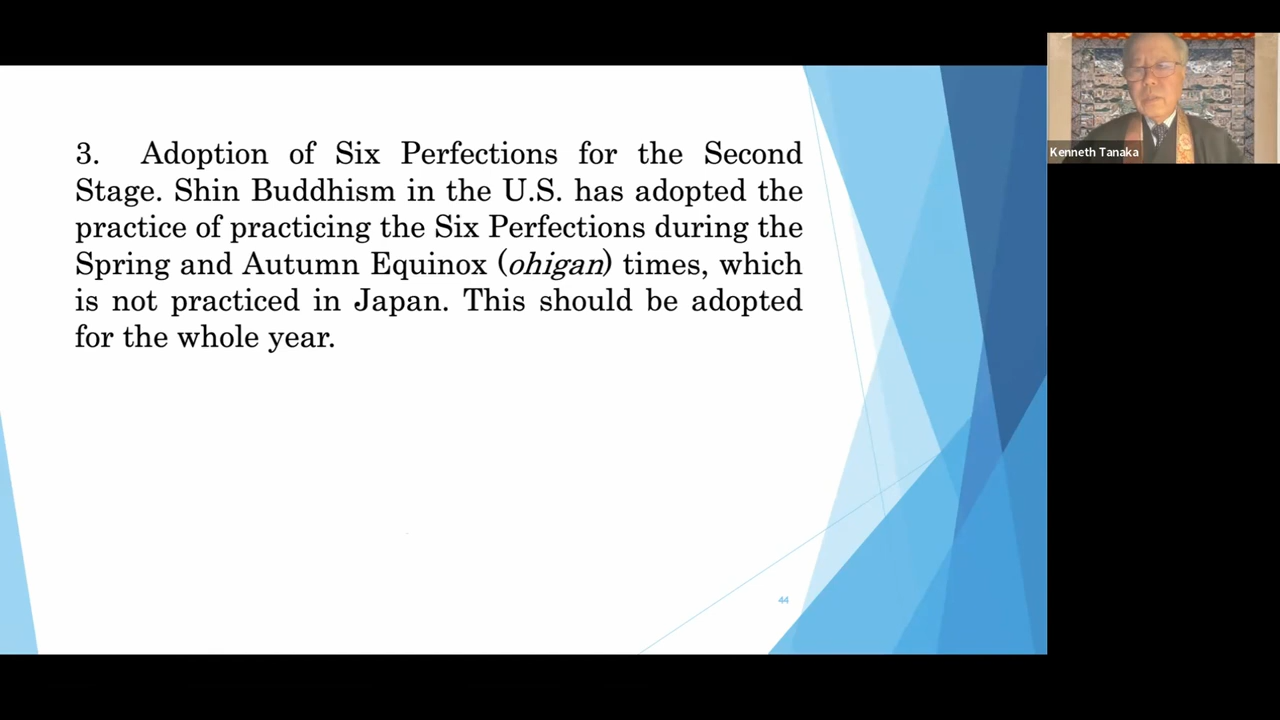 3. Adoption of Six Perfections for the Second
Stage. Shin Buddhism in the U.S. has adopted the
practice of practicing the Six Perfections during the
Spring and Autumn Equinox (ohigan) times, which
is not practiced in Japan. This should be adopted
for the whole year.
44
Kenneth Tanaka